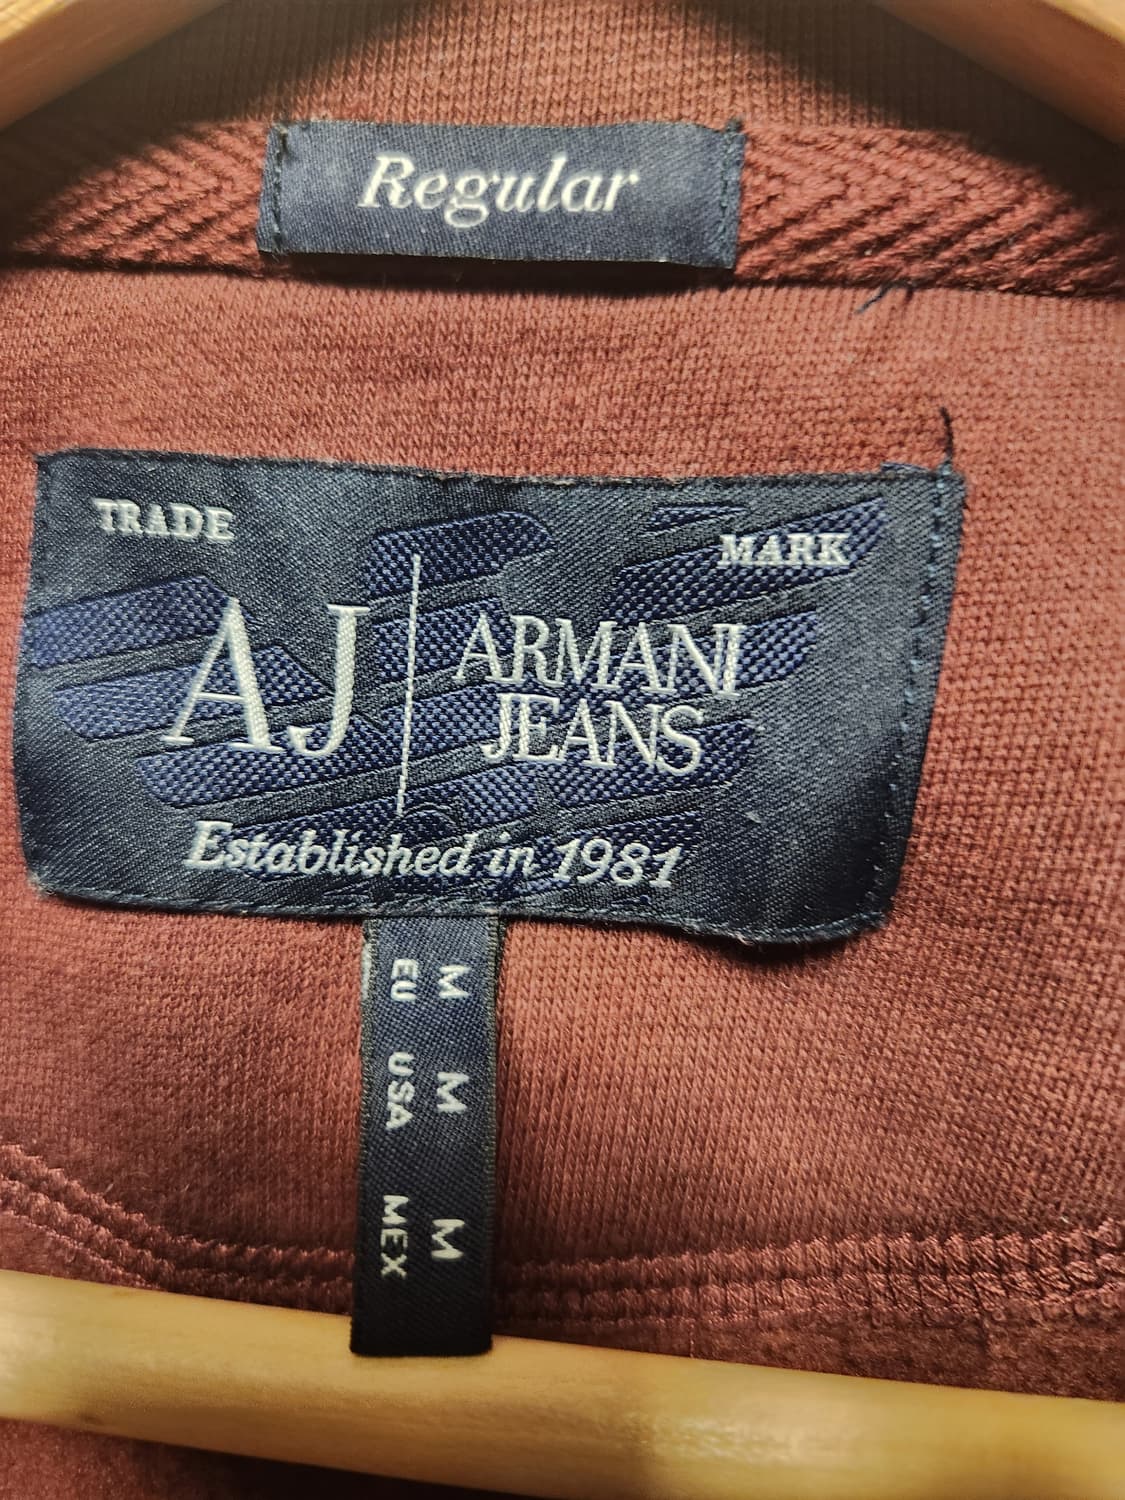 Regular
TRADE MARK
AJ ARMANI
JEANS
Established in 1981
M M M
EU USA MEX